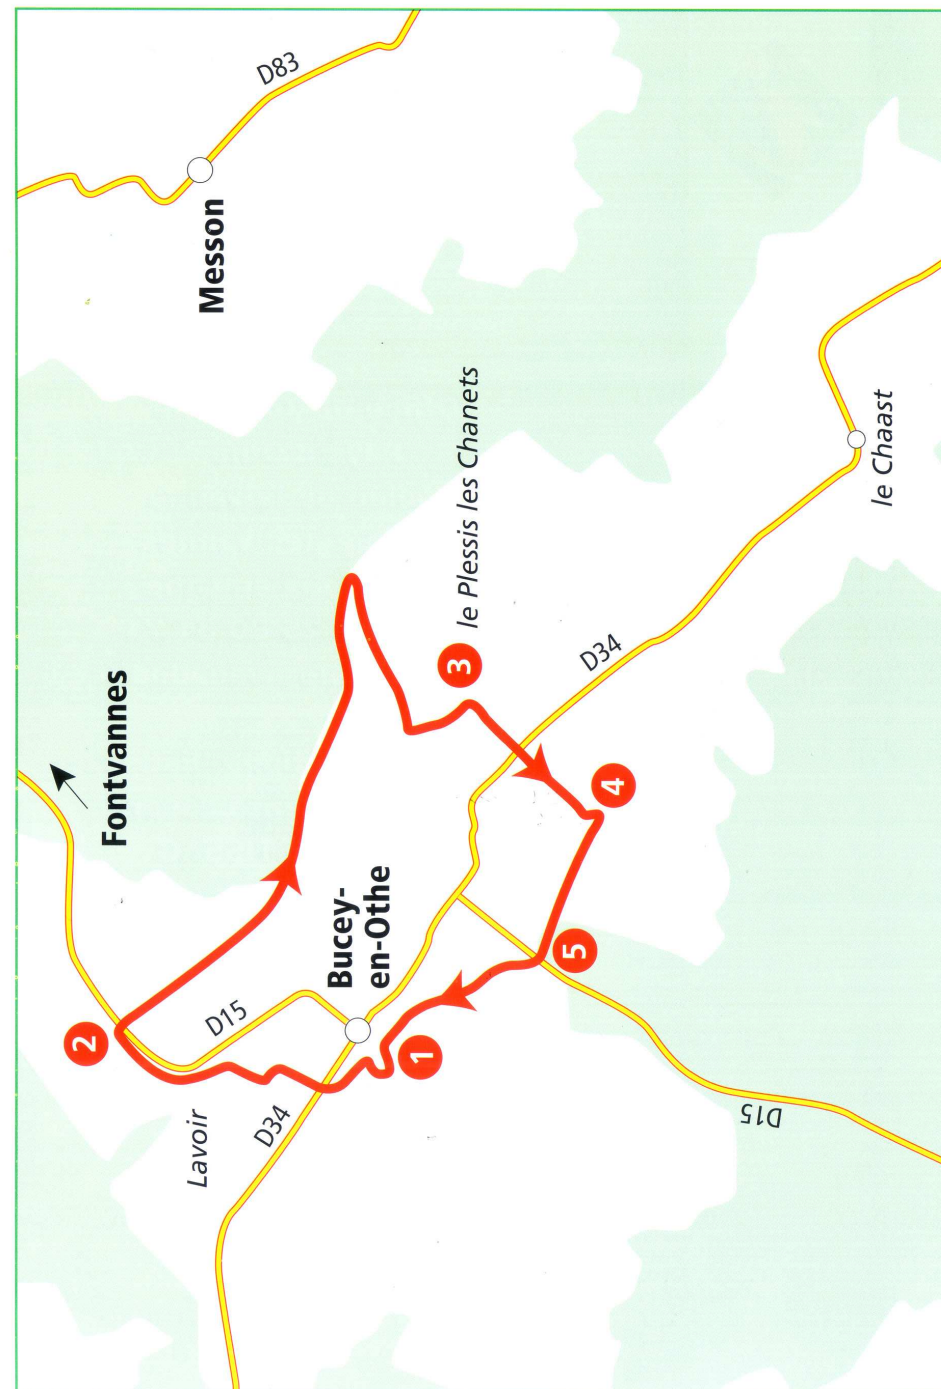 2
Fontvannes
Lavoir
D15
Messon
D34
D83
Bucey-
en-Othe
1
3
le Plessis les Chanets
5
4
D34
D15
le Chaast